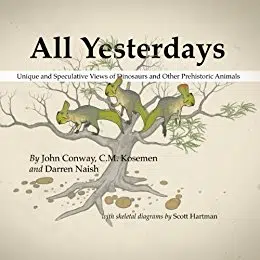 All Yesterdays
Unique and Speculative Views of Dinosaurs and Other Prehistoric Animals
By John Conway, C.M. Kosemen
and Darren Naish
with skeletal diagrams by Scott Hartman